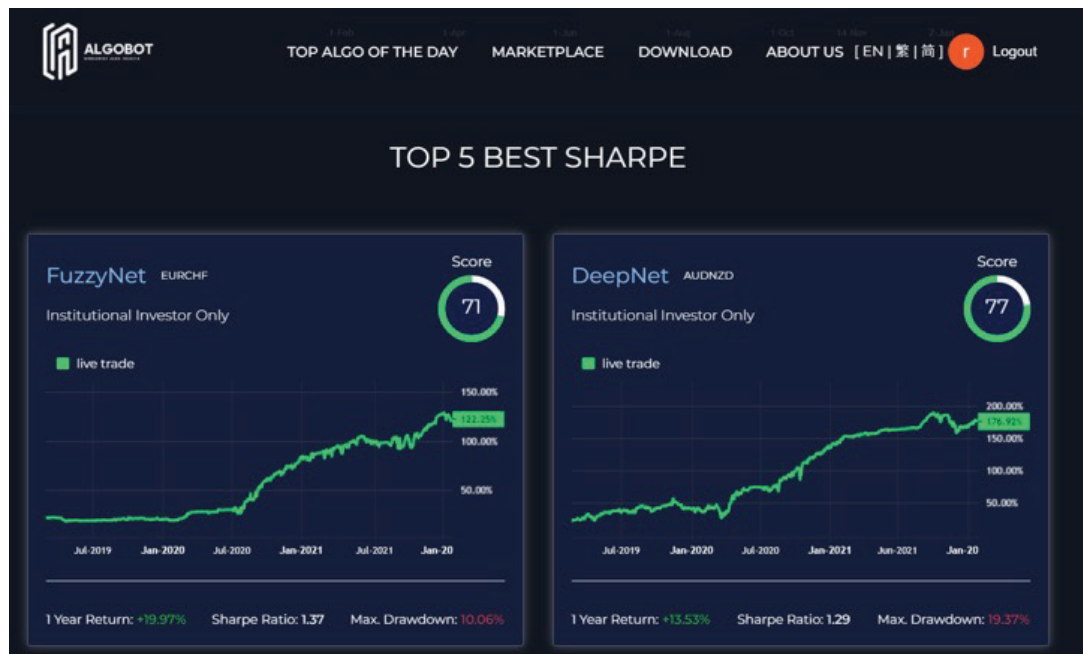 ALGOBOT
TOP ALGO OF THE DAY MARKETPLACE DOWNLOAD ABOUT US [ EN | 繁 | 简 ] r Logout
TOP 5 BEST SHARPE
FuzzyNet EURCHF
Score
71
Institutional Investor Only
live trade
150.00%
122.25%
100.00%
50.00%
Jul-2019 Jan-2020 Jul-2020 Jan-2021 Jul-2021 Jan-20
1 Year Return: +19.97% Sharpe Ratio: 1.37 Max. Drawdown: 10.06%
DeepNet AUDNZD
Score
77
Institutional Investor Only
live trade
200.00%
176.92%
150.00%
100.00%
50.00%
Jul-2019 Jan-2020 Jul-2020 Jan-2021 Jun-2021 Jan-20
1 Year Return: +13.53% Sharpe Ratio: 1.29 Max. Drawdown: 19.37%